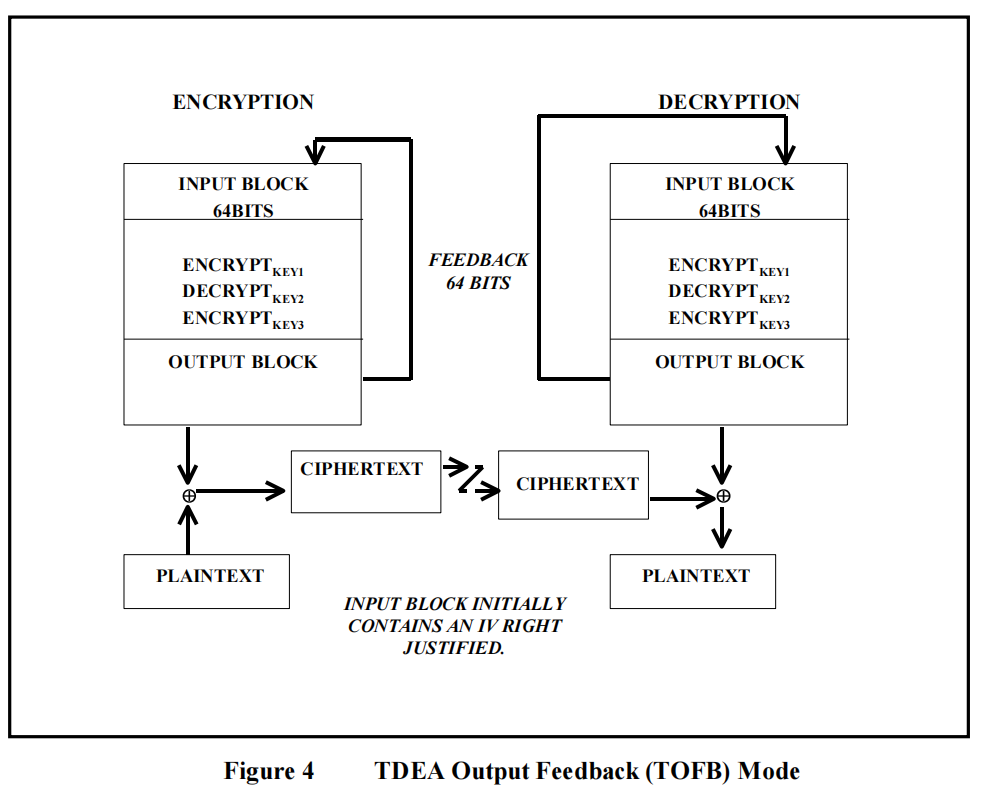 ENCRYPTION
DECRYPTION
INPUT BLOCK
64BITS
ENCRYPTKEY1
DECRYPTKEY2
ENCRYPTKEY3
OUTPUT BLOCK
FEEDBACK
64 BITS
INPUT BLOCK
64BITS
ENCRYPTKEY1
DECRYPTKEY2
ENCRYPTKEY3
OUTPUT BLOCK
CIPHERTEXT
CIPHERTEXT
PLAINTEXT
PLAINTEXT
INPUT BLOCK INITIALLY
CONTAINS AN IV RIGHT
JUSTIFIED.
Figure 4 TDEA Output Feedback (TOFB) Mode